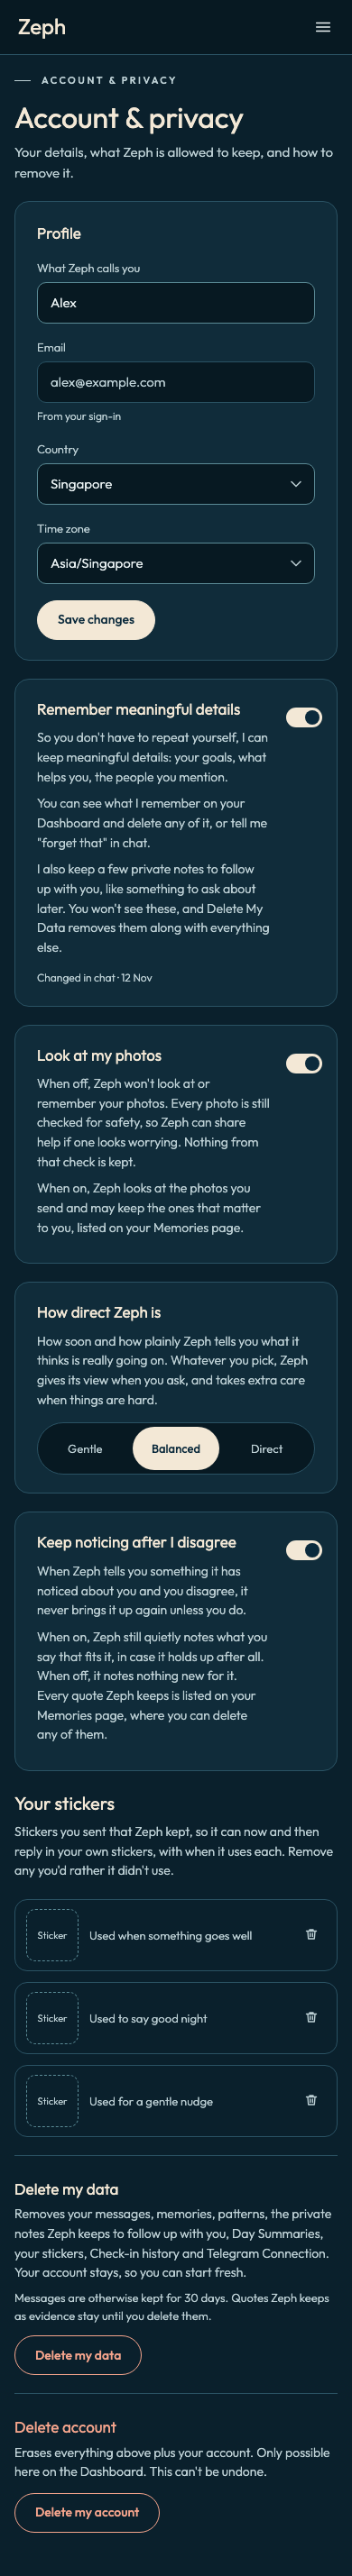 Zeph
ACCOUNT & PRIVACY
Account & privacy
Your details, what Zeph is allowed to keep, and how to
remove it.
Profile
What Zeph calls you
Alex
Email
alex@example.com
From your sign-in
Country
Singapore
Time zone
Asia/Singapore
Save changes
Remember meaningful details
So you don't have to repeat yourself, I can
keep meaningful details: your goals, what
helps you, the people you mention.
You can see what I remember on your
Dashboard and delete any of it, or tell me
"forget that" in chat.
I also keep a few private notes to follow
up with you, like something to ask about
later. You won't see these, and Delete My
Data removes them along with everything
else.
Changed in chat · 12 Nov
Look at my photos
When off, Zeph won't look at or
remember your photos. Every photo is still
checked for safety, so Zeph can share
help if one looks worrying. Nothing from
that check is kept.
When on, Zeph looks at the photos you
send and may keep the ones that matter
to you, listed on your Memories page.
How direct Zeph is
How soon and how plainly Zeph tells you what it
thinks is really going on. Whatever you pick, Zeph
gives its view when you ask, and takes extra care
when things are hard.
Gentle
Balanced
Direct
Keep noticing after I disagree
When Zeph tells you something it has
noticed about you and you disagree, it
never brings it up again unless you do.
When on, Zeph still quietly notes what you
say that fits it, in case it holds up after all.
When off, it notes nothing new for it.
Every quote Zeph keeps is listed on your
Memories page, where you can delete
any of them.
Your stickers
Stickers you sent that Zeph kept, so it can now and then
reply in your own stickers, with when it uses each. Remove
any you'd rather it didn't use.
Sticker
Used when something goes well
Sticker
Used to say good night
Sticker
Used for a gentle nudge
Delete my data
Removes your messages, memories, patterns, the private
notes Zeph keeps to follow up with you, Day Summaries,
your stickers, Check-in history and Telegram Connection.
Your account stays, so you can start fresh.
Messages are otherwise kept for 30 days. Quotes Zeph keeps
as evidence stay until you delete them.
Delete my data
Delete account
Erases everything above plus your account. Only possible
here on the Dashboard. This can't be undone.
Delete my account